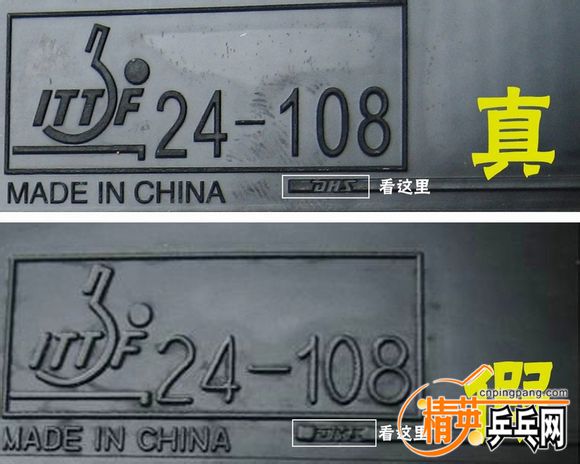 ITTF 24-108
真
MADE IN CHINA DHS 看这里
ITTF 24-108
假
cnpingpang.com
MADE IN CHINA 看这里 精英乒乓网